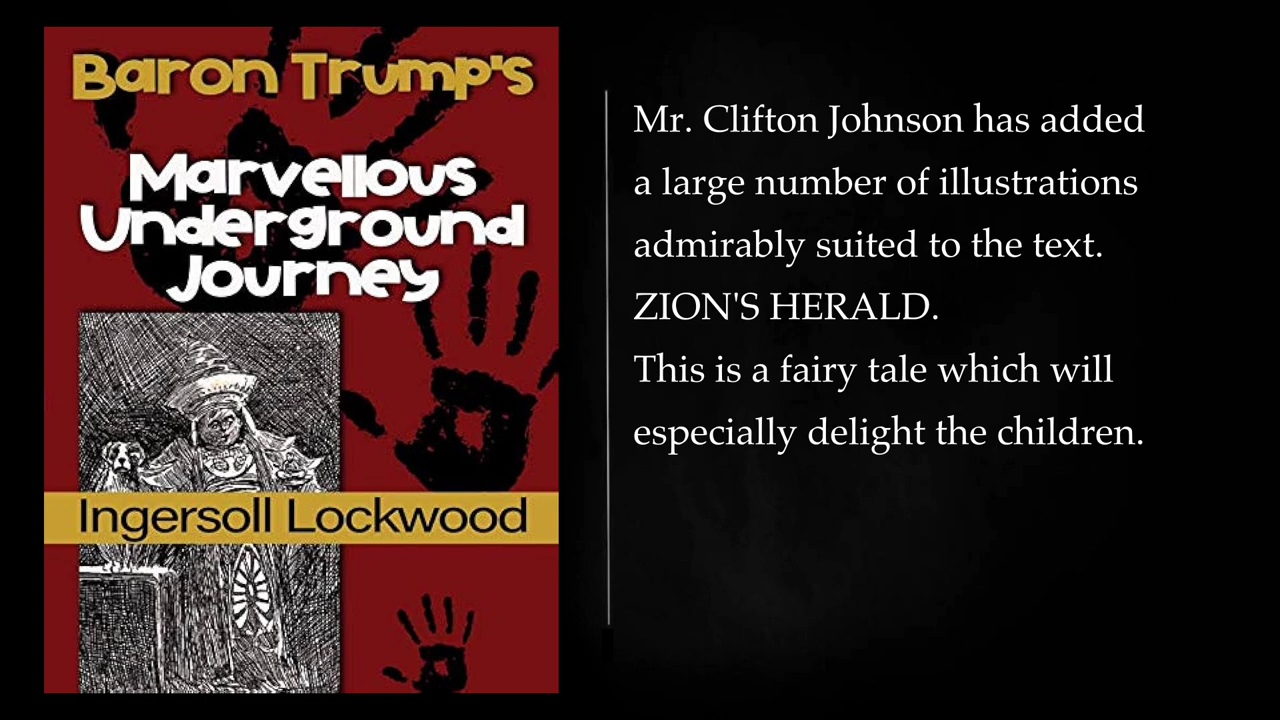 Baron Trump's
Marvellous
Underground
Journey
Ingersoll Lockwood
Mr. Clifton Johnson has added
a large number of illustrations
admirably suited to the text.
ZION'S HERALD.
This is a fairy tale which will
especially delight the children.